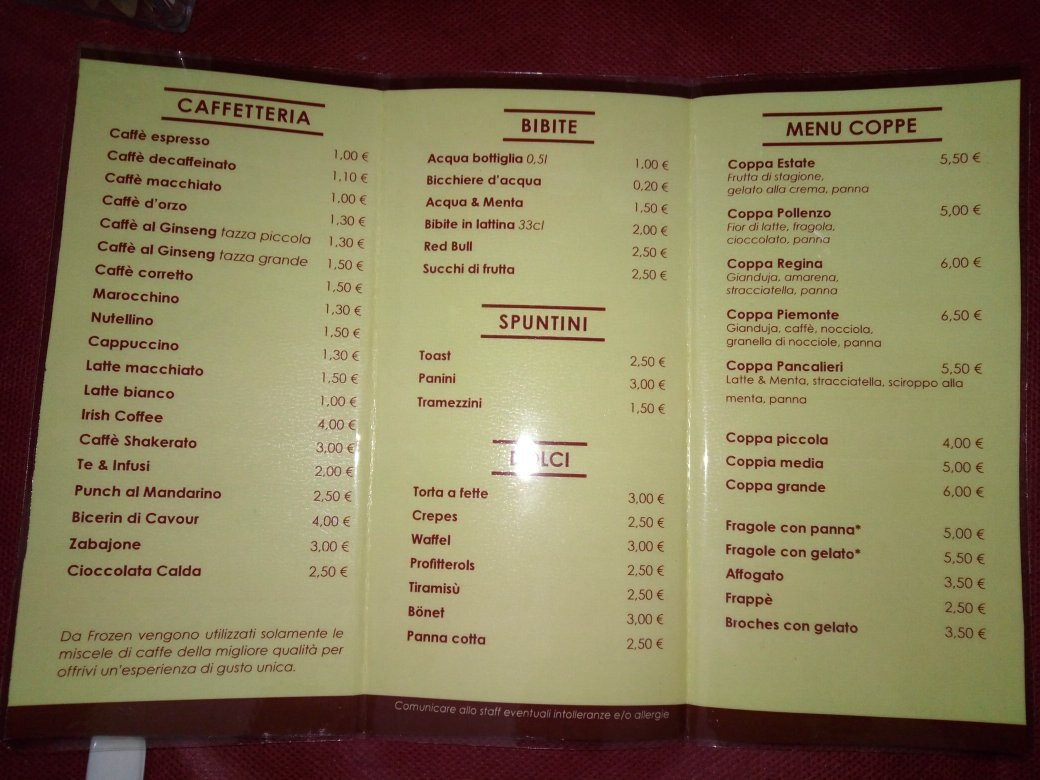 CAFFETTERIA
Caffè espresso 1,00 €
Caffè decaffeinato 1,10 €
Caffè macchiato 1,00 €
Caffè d'orzo 1,30 €
Caffè al Ginseng tazza piccola 1,30 €
Caffè al Ginseng tazza grande 1,50 €
Caffè corretto 1,50 €
Marocchino 1,30 €
Nutellino 1,50 €
Cappuccino 1,30 €
Latte macchiato 1,50 €
Latte bianco 1,00 €
Irish Coffee 4,00 €
Caffè Shakerato 3,00 €
Te & Infusi 2,00 €
Punch al Mandarino 2,50 €
Bicerin di Cavour 4,00 €
Zabajone 3,00 €
Cioccolata Calda 2,50 €
Da Frozen vengono utilizzati solamente le
miscele di caffe della migliore qualità per
offrivi un'esperienza di gusto unica.
BIBITE
Acqua bottiglia 0,5l 1,00 €
Bicchiere d'acqua 0,20 €
Acqua & Menta 1,50 €
Bibite in lattina 33cl 2,00 €
Red Bull 2,50 €
Succhi di frutta 2,50 €
SPUNTINI
Toast 2,50 €
Panini 3,00 €
Tramezzini 1,50 €
DOLCI
Torta a fette 3,00 €
Crepes 2,50 €
Waffel 3,00 €
Profitterols 2,50 €
Tiramisù 2,50 €
Bönet 3,00 €
Panna cotta 2,50 €
Comunicare allo staff eventuali intolleranze e/o allergie
MENU COPPE
Coppa Estate 5,50 €
Frutta di stagione,
gelato alla crema, panna
Coppa Pollenzo 5,00 €
Fior di latte, fragola,
cioccolato, panna
Coppa Regina 6,00 €
Gianduja, amarena,
stracciatella, panna
Coppa Piemonte 6,50 €
Gianduja, caffè, nocciola,
granella di nocciole, panna
Coppa Pancalieri 5,50 €
Latte & Menta, stracciatella, sciroppo alla
menta, panna
Coppa piccola 4,00 €
Coppia media 5,00 €
Coppa grande 6,00 €
Fragole con panna* 5,00 €
Fragole con gelato* 5,50 €
Affogato 3,50 €
Frappè 2,50 €
Broches con gelato 3,50 €